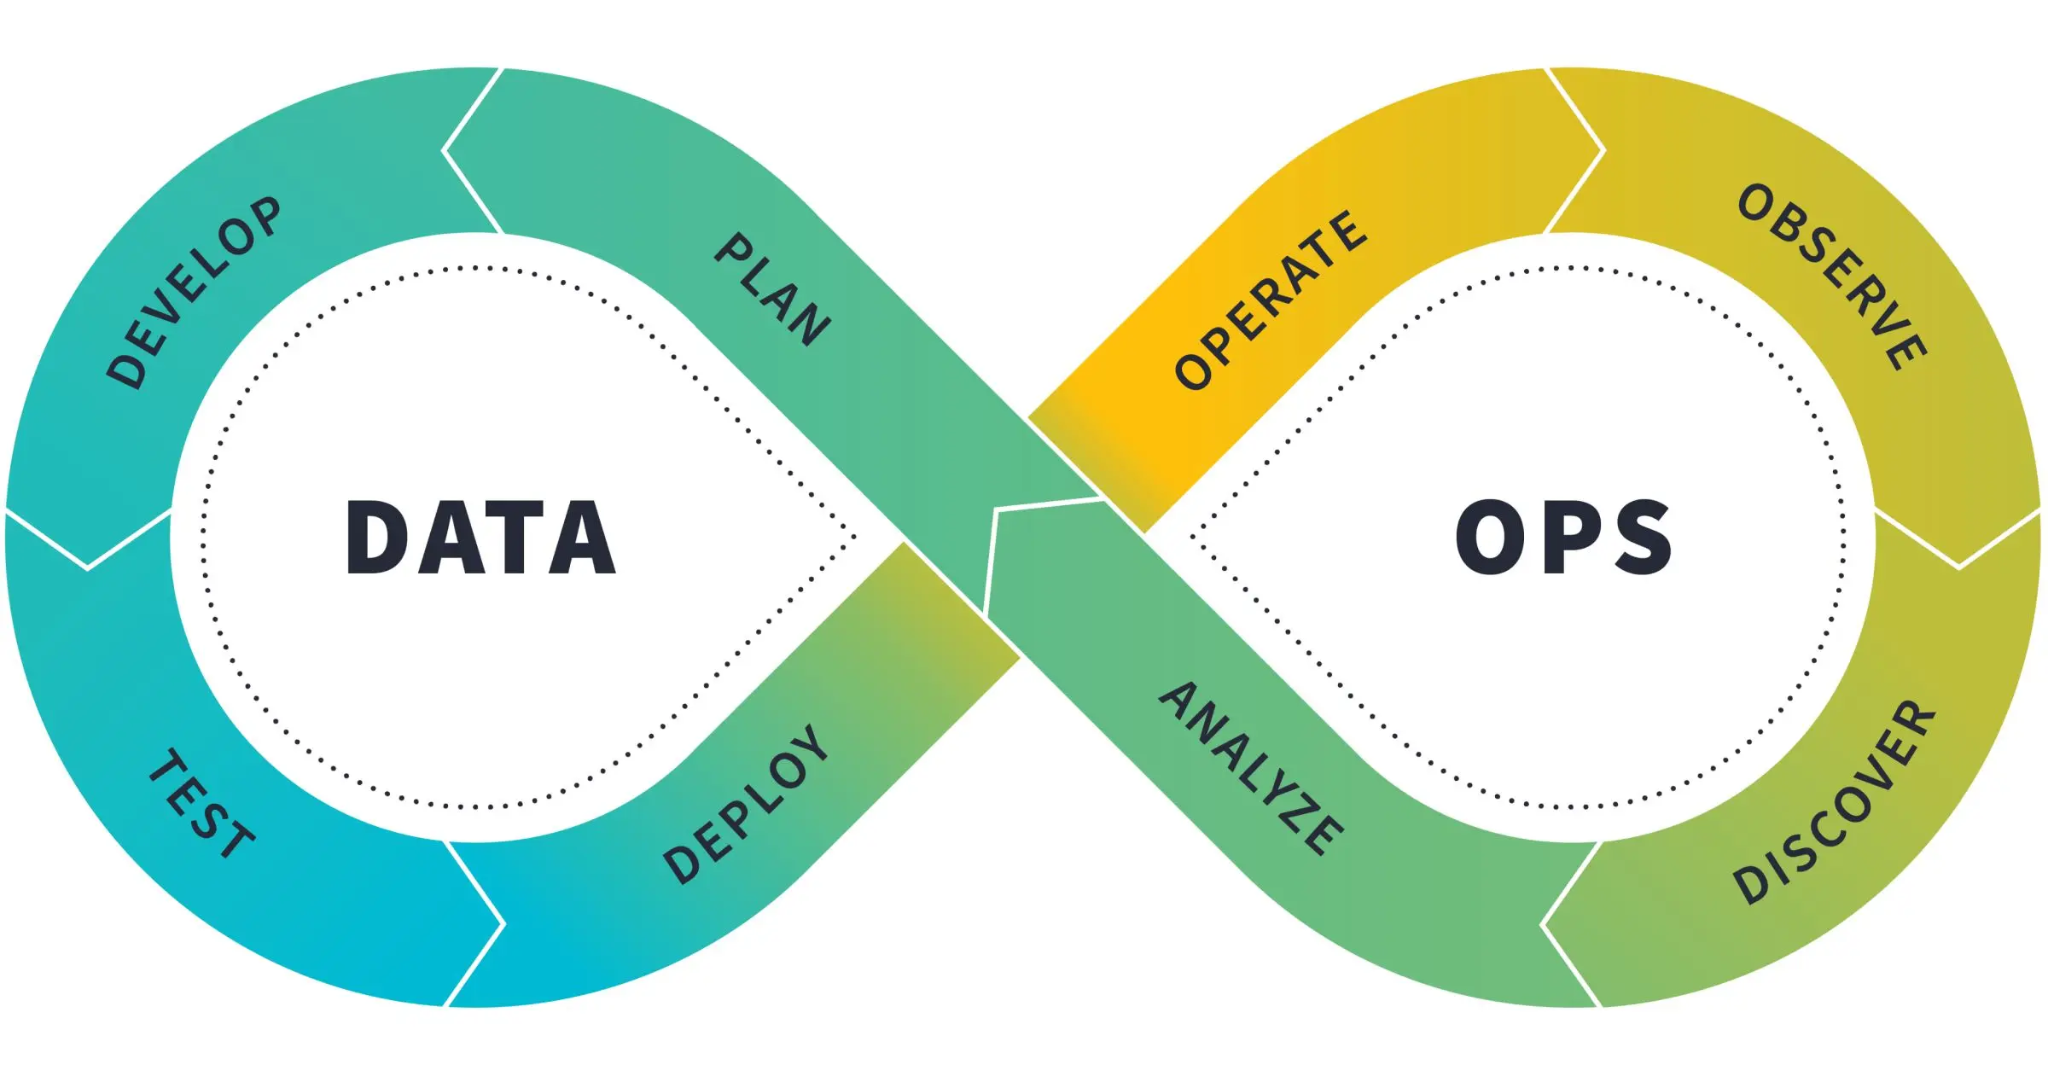 DATA
PLAN
DEVELOP
TEST
DEPLOY
OPS
OPERATE
OBSERVE
DISCOVER
ANALYZE